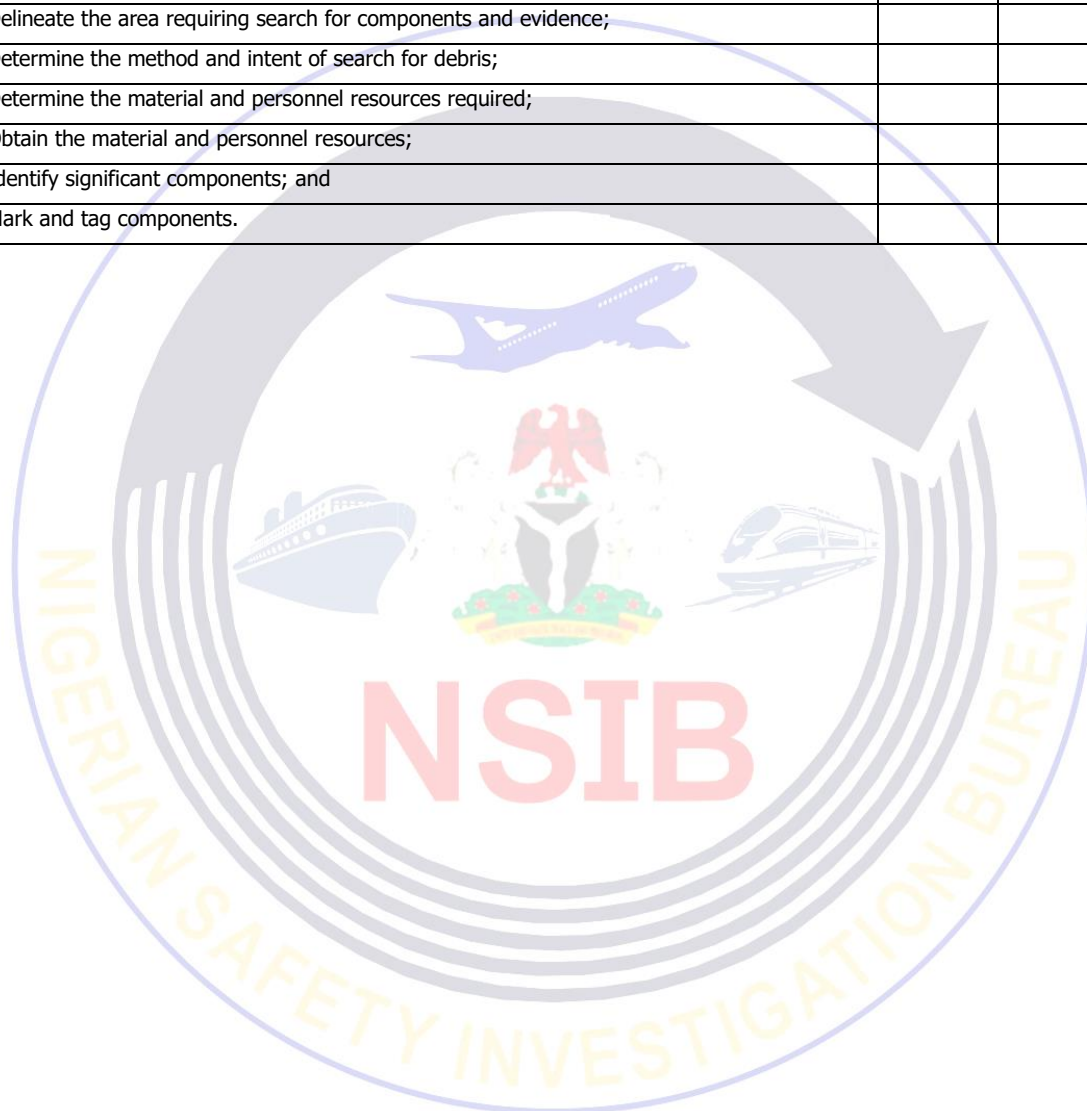 elineate the area requiring search for components and evidence;
etermine the method and intent of search for debris;
etermine the material and personnel resources required;
btain the material and personnel resources;
dentify significant components; and
lark and tag components.
NSIB
NIGERIAN SAFETY INVESTIGATION BUREAU